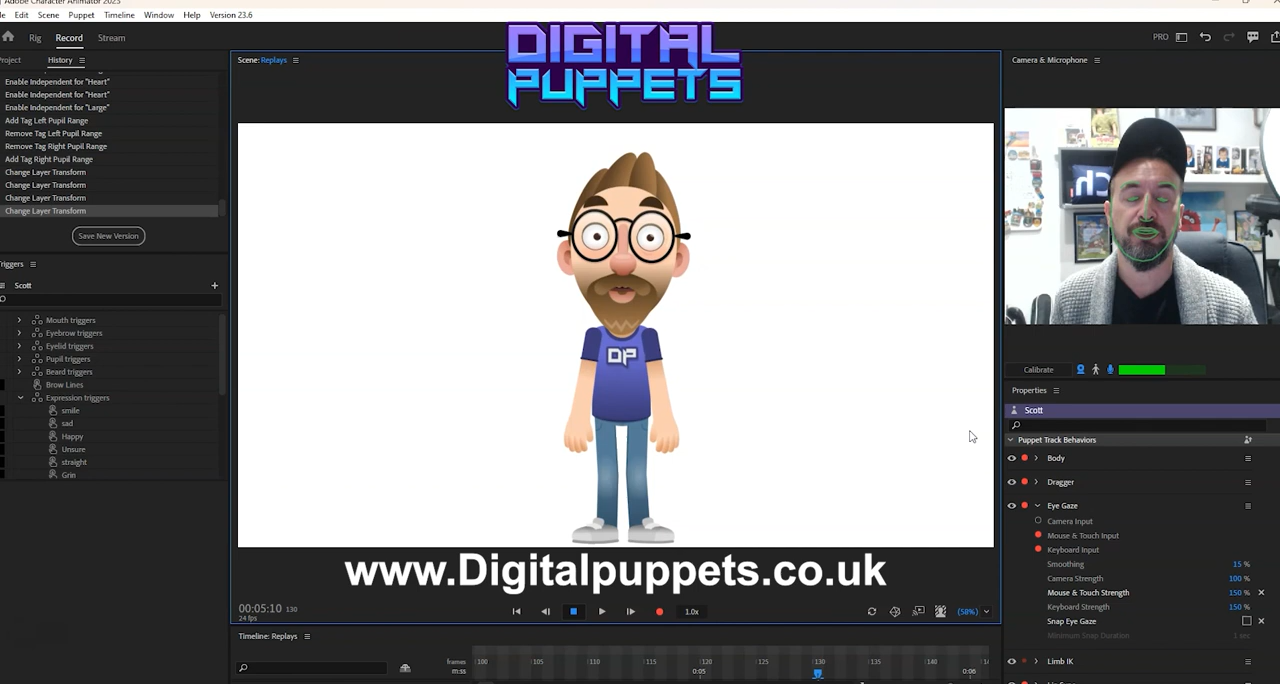 Adobe Character Animator 2023
Edit Scene Puppet Timeline Window Help Version 23.6
Rig Record Stream
PRO
DIGITAL
PUPPETS
History
Scene: Replays
Camera & Microphone
Enable Independent for "Heart"
Enable Independent for "Heart"
Enable Independent for "Large"
Add Tag Left Pupil Range
Remove Tag Left Pupil Range
Remove Tag Right Pupil Range
Add Tag Right Pupil Range
Change Layer Transform
Change Layer Transform
Change Layer Transform
Change Layer Transform
Save New Version
Scott
Mouth triggers
Eyebrow triggers
Eyelid triggers
Pupil triggers
Beard triggers
Brow Lines
Expression triggers
smile
sad
Happy
Unsure
straight
Grin
DP
Calibrate
Properties
Scott
Puppet Track Behaviors
Body
Dragger
Eye Gaze
Camera Input
Mouse & Touch Input
Keyboard Input
Smoothing 15 %
Camera Strength 100 %
Mouse & Touch Strength 150 %
Keyboard Strength 150 %
Snap Eye Gaze
Minimum Snap Duration 1 sec
Limb IK
www.Digitalpuppets.co.uk
00:05:10 130
24 fps
1.0x
(58%)
Timeline: Replays
frames 100 105 110 115 120 125 130 135 140
m:ss 0:05 0:06